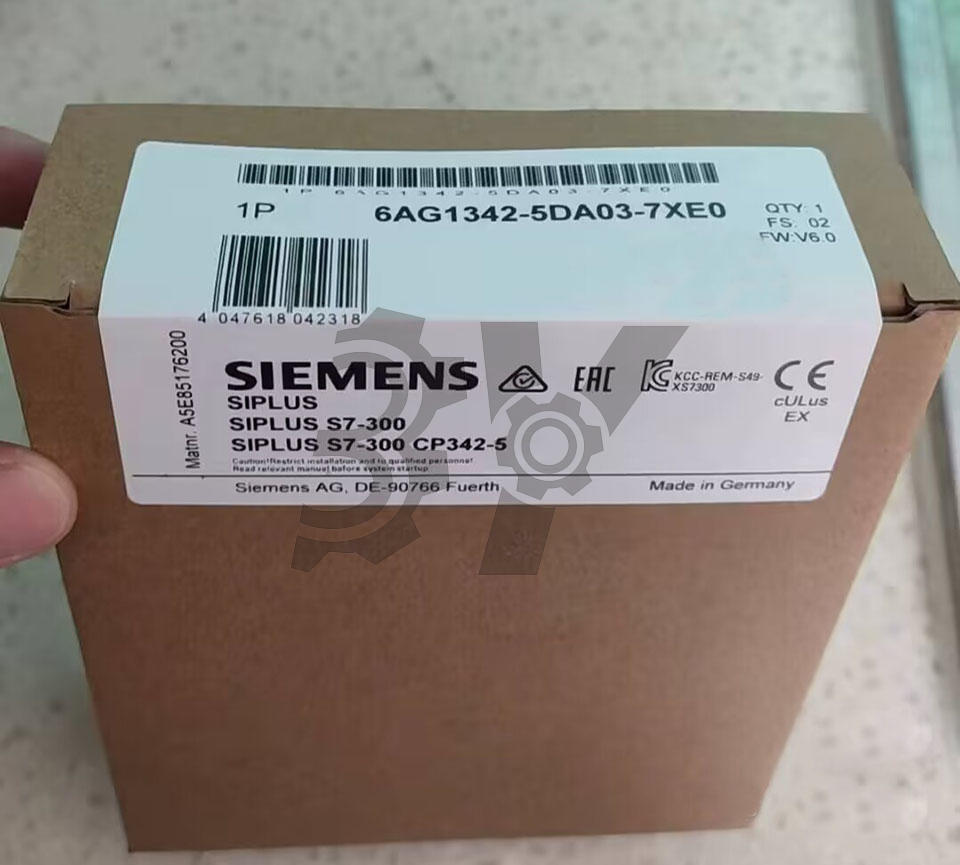 1P 6AG1342-5DA03-7XE0
1P 6AG1342-5DA03-7XE0
QTY: 1
FS: 02
FW:V6.0
4 047618 042318
Matnr. A5E85176200
SIEMENS
EAC
KCC-REM-S49-
XS7300
CE
cULus
EX
SIPLUS
SIPLUS S7-300
SIPLUS S7-300 CP342-5
Caution!Restrict installation and to qualified personnel
Read relevant manual before system startup
Siemens AG, DE-90766 Fuerth
Made in Germany